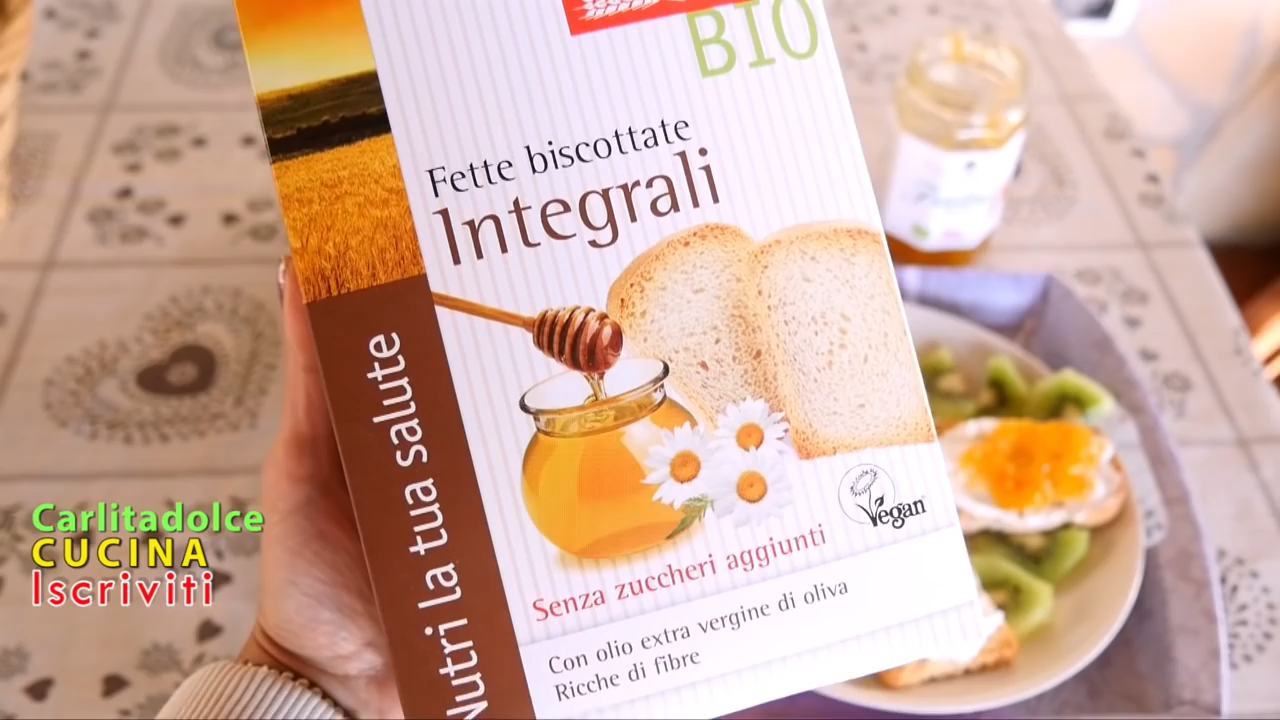 BIO
Fette biscottate
Integrali
Nutri la tua salute
Vegan
Senza zuccheri aggiunti
Con olio extra vergine di oliva
Ricche di fibre
Carlitadolce
CUCINA
Iscriviti